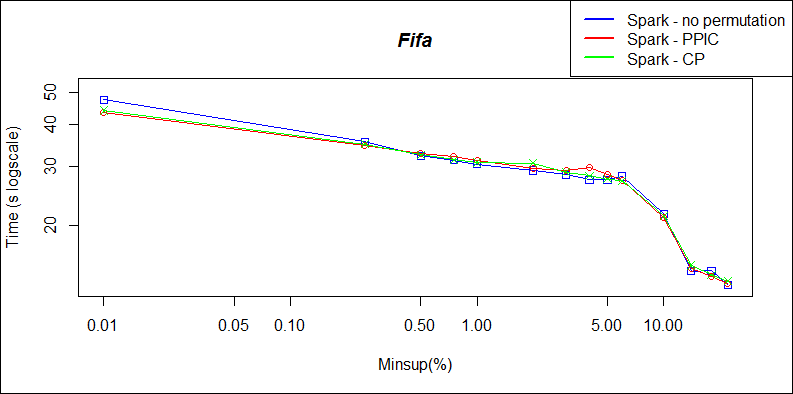 Fifa
Spark - no permutation
Spark - PPIC
Spark - CP
Time (s logscale)
50
40
30
20
0.01 0.05 0.10 0.50 1.00 5.00 10.00
Minsup(%)